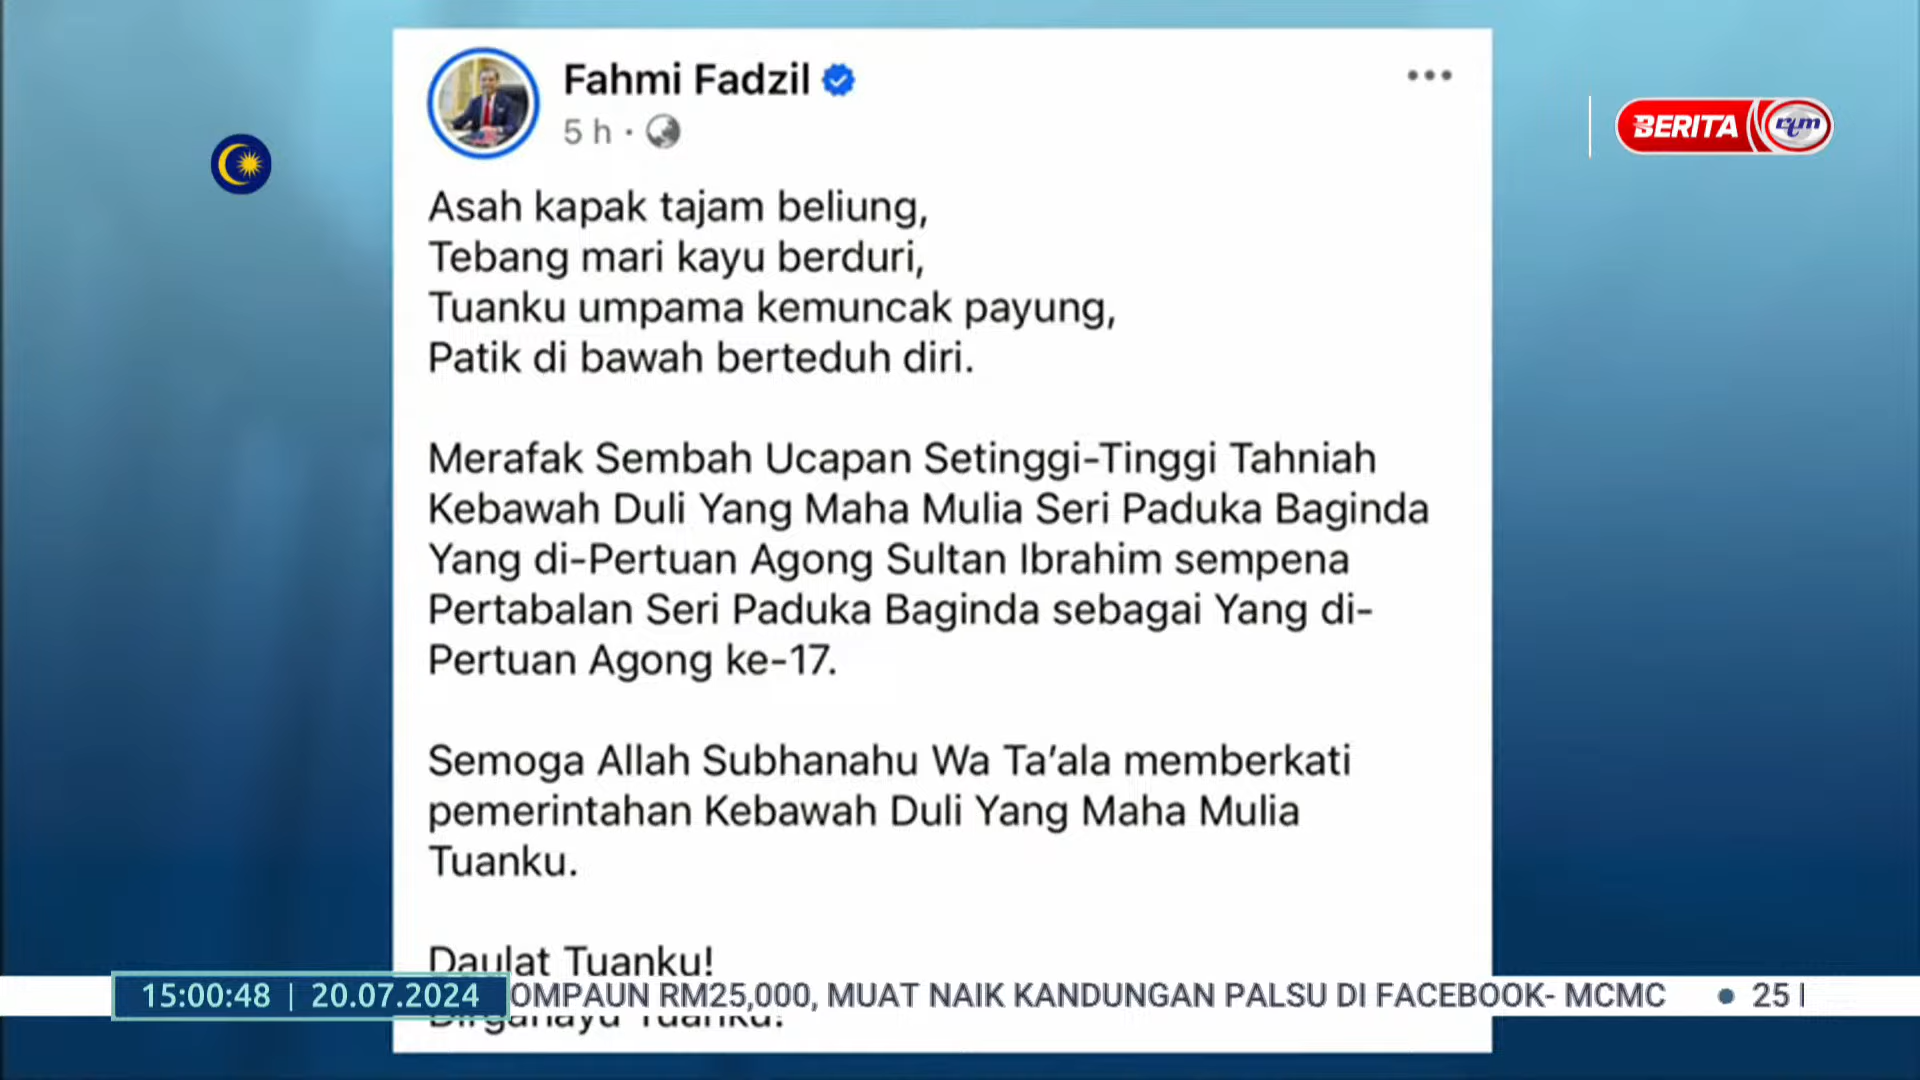 Fahmi Fadzil
5 h
BERITA rtm
Asah kapak tajam beliung,
Tebang mari kayu berduri,
Tuanku umpama kemuncak payung,
Patik di bawah berteduh diri.
Merafak Sembah Ucapan Setinggi-Tinggi Tahniah
Kebawah Duli Yang Maha Mulia Seri Paduka Baginda
Yang di-Pertuan Agong Sultan Ibrahim sempena
Pertabalan Seri Paduka Baginda sebagai Yang di-
Pertuan Agong ke-17.
Semoga Allah Subhanahu Wa Ta’ala memberkati
pemerintahan Kebawah Duli Yang Maha Mulia
Tuanku.
Daulat Tuanku!
15:00:48 | 20.07.2024
OMPAUN RM25,000, MUAT NAIK KANDUNGAN PALSU DI FACEBOOK- MCMC • 25